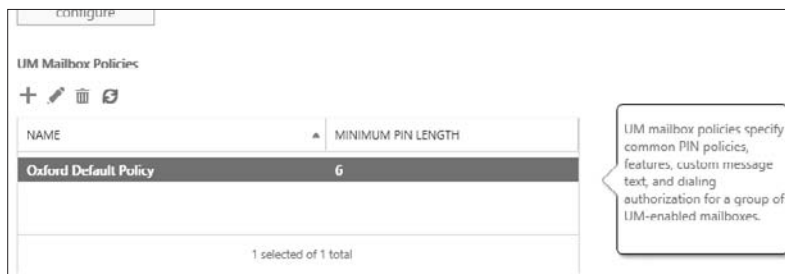 configure
UM Mailbox Policies
NAME
MINIMUM PIN LENGTH
Oxford Default Policy
6
1 selected of 1 total
UM mailbox policies specify
common PIN policies,
features, custom message
text, and dialing
authorization for a group of
UM-enabled mailboxes.